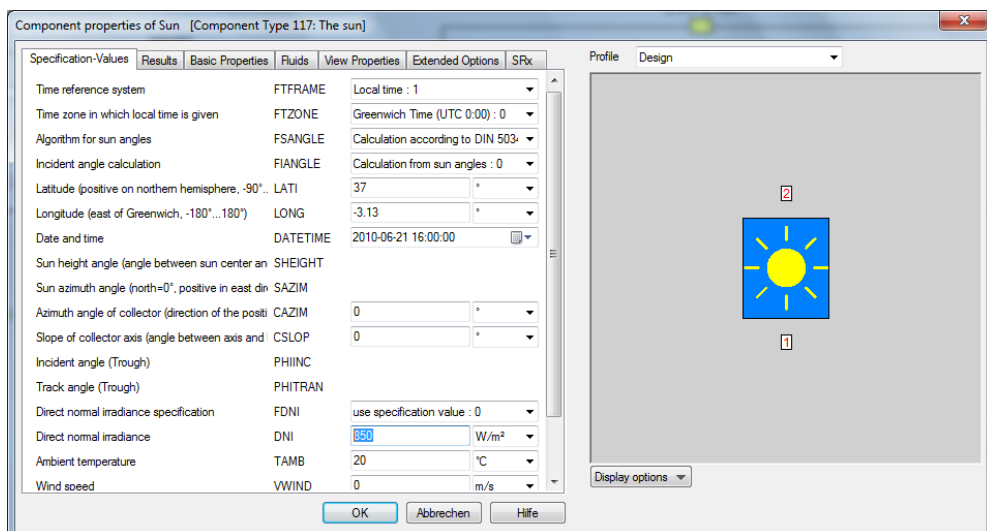 Component properties of Sun [Component Type 117: The sun]
x
Specification-Values Results Basic Properties Fluids View Properties Extended Options SRx
Profile Design
Time reference system FTFRAME Local time : 1
Time zone in which local time is given FTZONE Greenwich Time (UTC 0:00) : 0
Algorithm for sun angles FSANGLE Calculation according to DIN 503
Incident angle calculation FIANGLE Calculation from sun angles : 0
Latitude (positive on northern hemisphere, -90°.. LATI 37 °
Longitude (east of Greenwich, -180°...180°) LONG -3.13 °
Date and time DATETIME 2010-06-21 16:00:00
Sun height angle (angle between sun center an SHEIGHT
Sun azimuth angle (north=0°, positive in east dir SAZIM
Azimuth angle of collector (direction of the positi CAZIM 0 °
Slope of collector axis (angle between axis and CSLOP 0 °
Incident angle (Trough) PHIINC
Track angle (Trough) PHITRAN
Direct normal irradiance specification FDNI use specification value : 0
Direct normal irradiance DNI 850 W/m²
Ambient temperature TAMB 20 °C
Wind speed VWIND 0 m/s
2
1
Display options
OK Abbrechen Hilfe